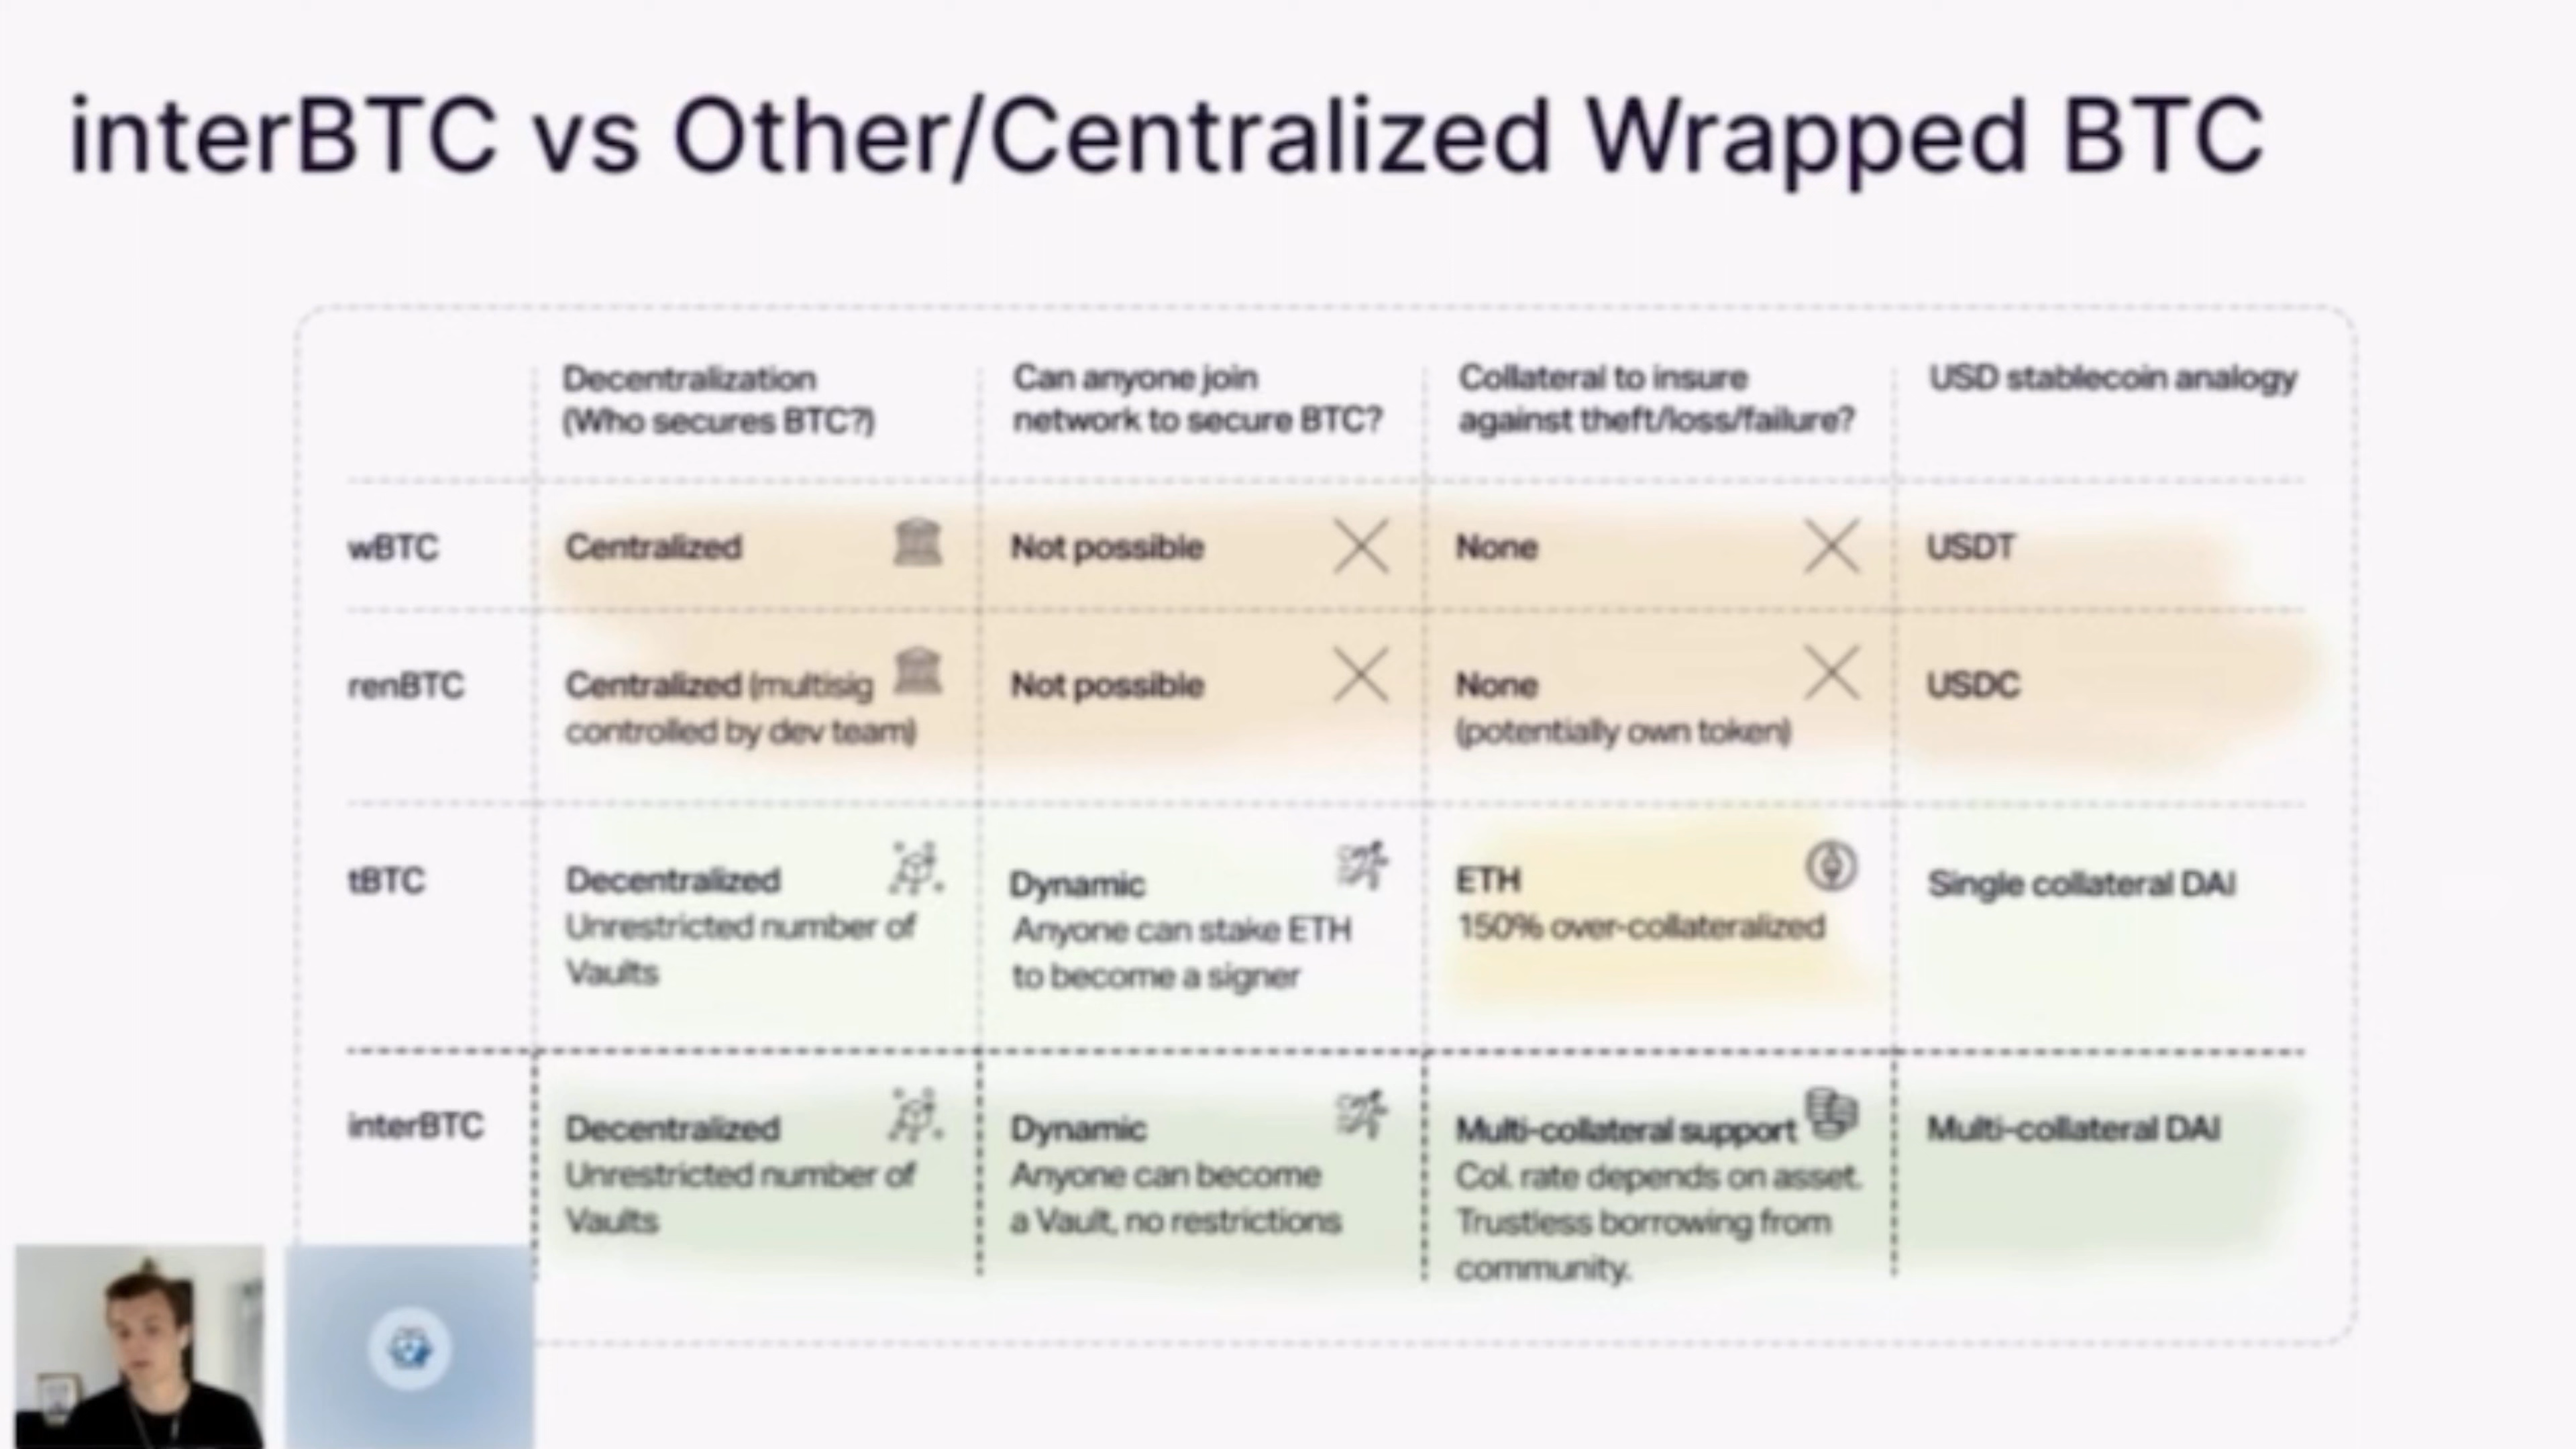 interBTC vs Other/Centralized Wrapped BTC
Decentralization
(Who secures BTC?)
Can anyone join
network to secure BTC?
Collateral to insure
against theft/loss/failure?
USD stablecoin analogy
wBTC
Centralized
Not possible
None
USDT
renBTC
Centralized (multisig
controlled by dev team)
Not possible
None
(potentially own token)
USDC
tBTC
Decentralized
Unrestricted number of
Vaults
Dynamic
Anyone can stake ETH
to become a signer
ETH
150% over-collateralized
Single collateral DAI
interBTC
Decentralized
Unrestricted number of
Vaults
Dynamic
Anyone can become
a Vault, no restrictions
Multi-collateral support
Col. rate depends on asset.
Trustless borrowing from
community.
Multi-collateral DAI